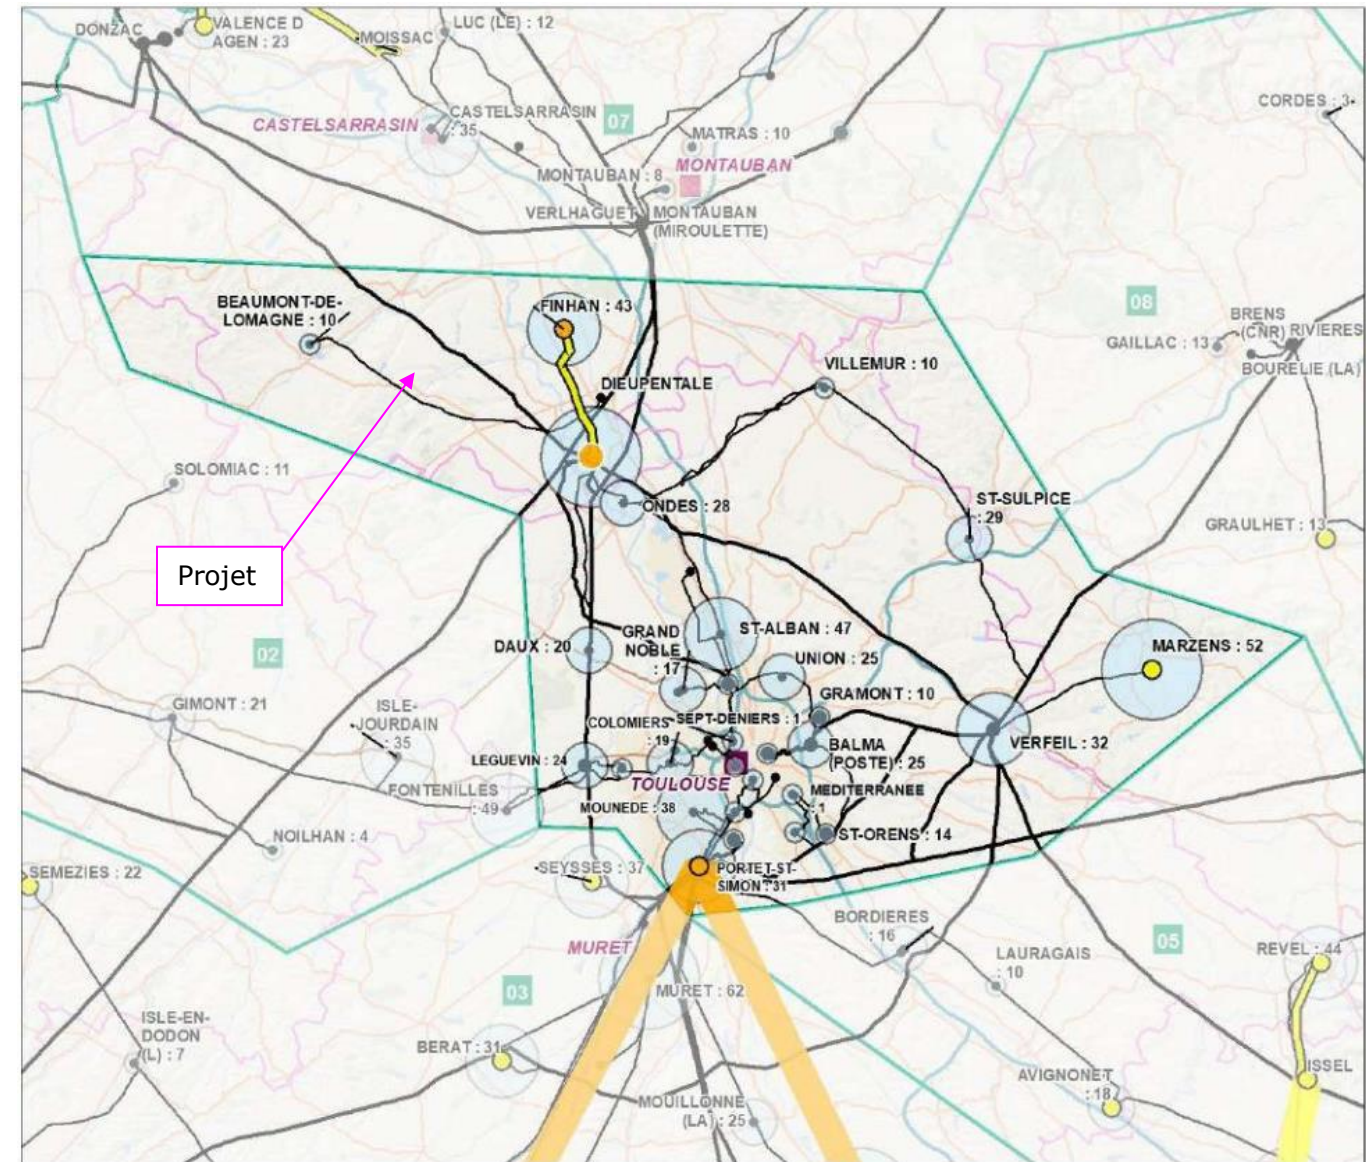 DONZAC
VALENCE D
AGEN : 23
MOISSAC
LUC (LE) : 12
CASTELSARRASIN
CASTELSARRASIN
: 35
07
MATRAS : 10
MONTAUBAN
MONTAUBAN : 8
VERLHAGUET
MONTAUBAN
(MIROULETTE)
CORDES : 3
BEAUMONT-DE-
LOMAGNE : 10
FINHAN : 43
08
BRENS
(CNR)
RIVIERES
GAILLAC : 13
BOURELIE (LA)
VILLEMUR : 10
DIEUPENTALE
SOLOMIAC : 11
ONDES : 28
ST-SULPICE
: 29
GRAULHET : 13
Projet
02
DAUX : 20
GRAND
NOBLE
: 17
ST-ALBAN : 47
UNION : 25
MARZENS : 52
GIMONT : 21
ISLE-
JOURDAIN
: 35
GRAMONT : 10
COLOMIERS
: 19
SEPT-DENIERS : 1
BALMA
(POSTE) : 25
VERFEIL : 32
LEGUEVIN : 24
TOULOUSE
FONTENILLES
: 49
MOUNEDE : 38
MEDITERRANEE
: 1
ST-ORENS : 14
NOILHAN : 4
SEMEZIES : 22
SEYSSES : 37
PORTET-ST-
SIMON : 31
BORDIERES
: 16
MURET
05
LAURAGAIS
: 10
REVEL : 44
03
MURET : 62
ISLE-EN-
DODON
(L) : 7
BERAT : 31
ISSEL
AVIGNONET
: 18
MOUILLONNE
(LA) : 25